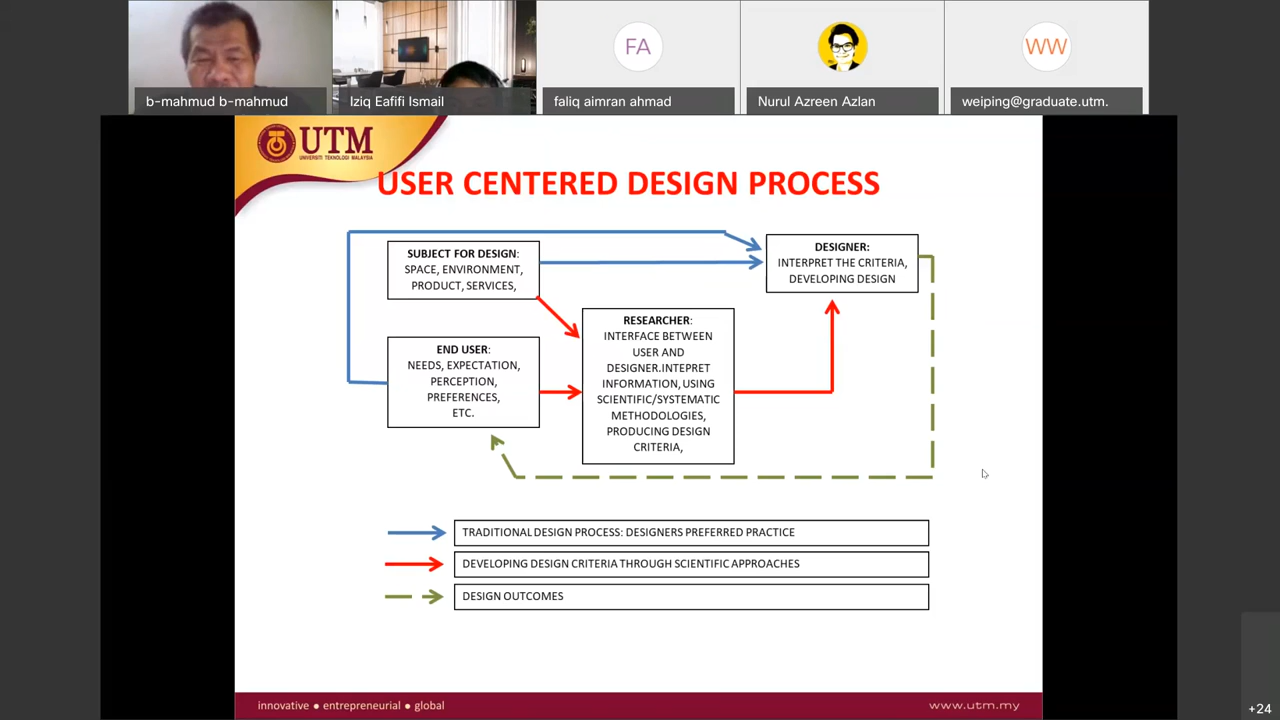 FA
WW
b-mahmud b-mahmud
Iziq Eafifi Ismail
faliq aimran ahmad
Nurul Azreen Azlan
weiping@graduate.utm.
UTM
UNIVERSITI TEKNOLOGI MALAYSIA
USER CENTERED DESIGN PROCESS
SUBJECT FOR DESIGN:
SPACE, ENVIRONMENT,
PRODUCT, SERVICES,
DESIGNER:
INTERPRET THE CRITERIA,
DEVELOPING DESIGN
END USER:
NEEDS, EXPECTATION,
PERCEPTION,
PREFERENCES,
ETC.
RESEARCHER:
INTERFACE BETWEEN
USER AND
DESIGNER.INTEPRET
INFORMATION, USING
SCIENTIFIC/SYSTEMATIC
METHODOLOGIES,
PRODUCING DESIGN
CRITERIA,
TRADITIONAL DESIGN PROCESS: DESIGNERS PREFERRED PRACTICE
DEVELOPING DESIGN CRITERIA THROUGH SCIENTIFIC APPROACHES
DESIGN OUTCOMES
innovative ● entrepreneurial ● global
www.utm.my
+24